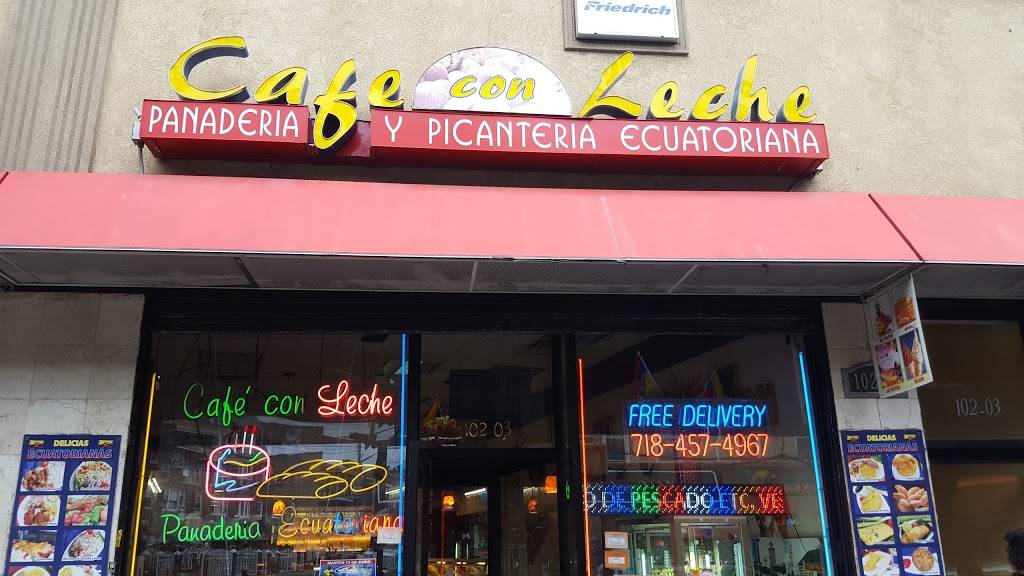 Friedrich
Cafe con Leche
PANADERIA Y PICANTERIA ECUATORIANA
102
Café con Leche
102 03
FREE DELIVERY
718-457-4967
102-03
DELICIAS
ECUATORIANAS
O DE PESCADO,ETC,
Panaderia Ecuatoriana
DELICIAS
ECUATORIANAS